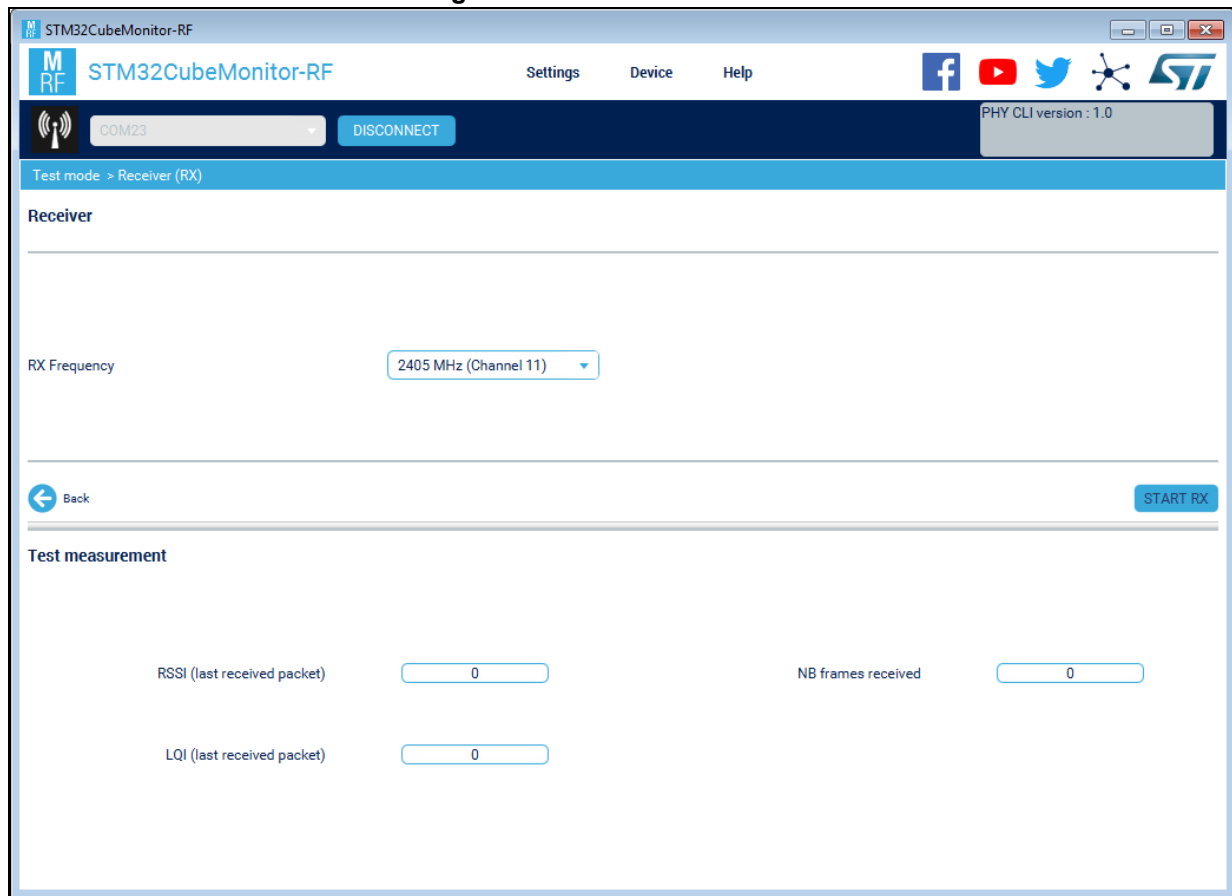 STM32CubeMonitor-RF
M
RF
STM32CubeMonitor-RF Settings Device Help f ST
COM23 DISCONNECT PHY CLI version : 1.0
Test mode > Receiver (RX)
Receiver
RX Frequency 2405 MHz (Channel 11)
Back START RX
Test measurement
RSSI (last received packet) 0 NB frames received 0
LQI (last received packet) 0